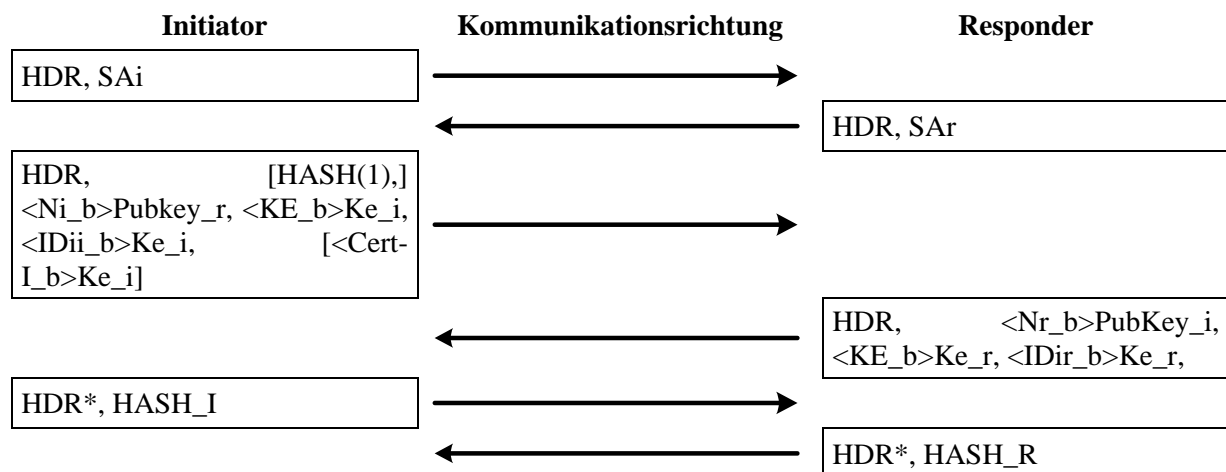 Initiator Kommunikationsrichtung Responder
HDR, SAi
HDR, SAr
HDR, [HASH(1),]
<Ni_b>Pubkey_r, <KE_b>Ke_i,
<IDii_b>Ke_i, [<Cert-
I_b>Ke_i]
HDR, <Nr_b>PubKey_i,
<KE_b>Ke_r, <IDir_b>Ke_r,
HDR*, HASH_I
HDR*, HASH_R